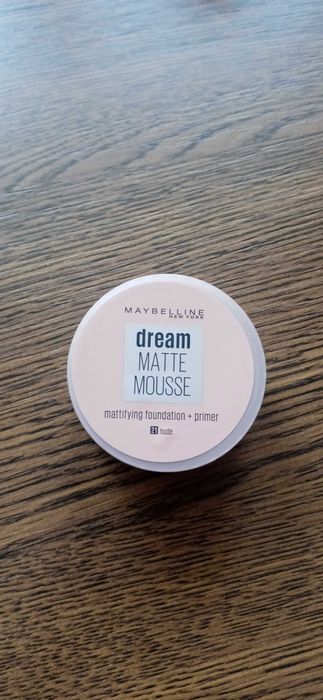 MAYBELLINE
NEW YORK
dream
MATTE
MOUSSE
mattifying foundation + primer
21 nude